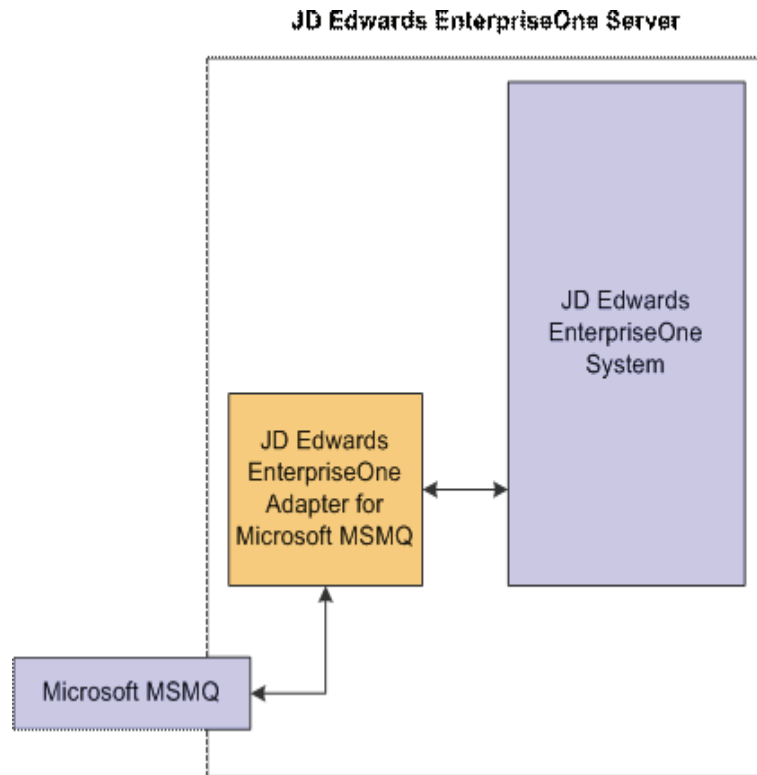 JD Edwards EnterpriseOne Server
JD Edwards
EnterpriseOne
System
JD Edwards
EnterpriseOne
Adapter for
Microsoft MSMQ
Microsoft MSMQ